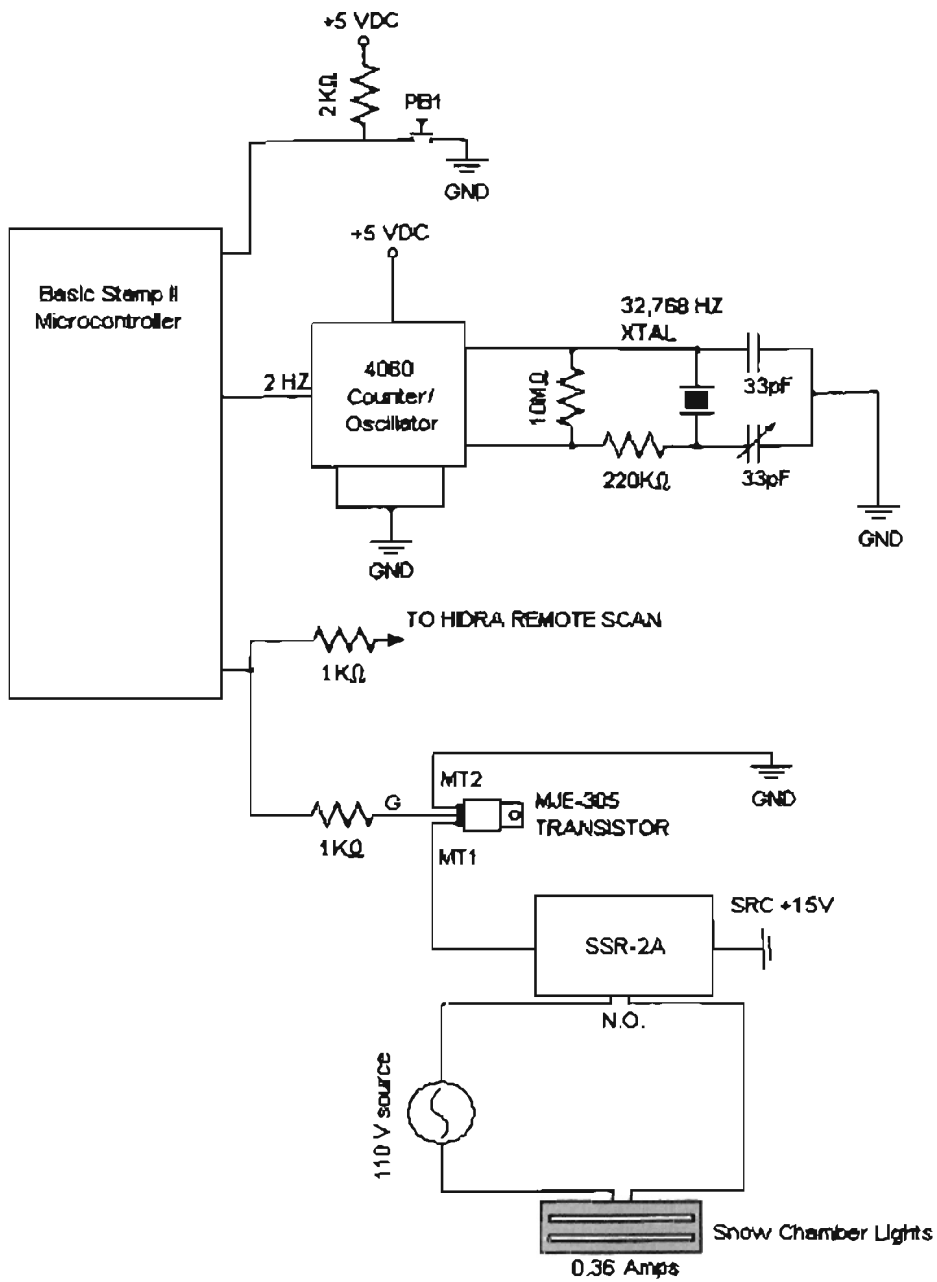 +5 VDC
2KΩ
PB1
GND
+5 VDC
Basic Stamp II
Microcontroller
2 HZ
4060
Counter/
Oscillator
32,768 HZ
XTAL
10MΩ
33pF
220KΩ
33pF
GND
GND
TO HIDRA REMOTE SCAN
1KΩ
MT2
G
MJE-305
TRANSISTOR
GND
1KΩ
MT1
SRC +15V
SSR-2A
N.O.
110 V source
Snow Chamber Lights
0.36 Amps